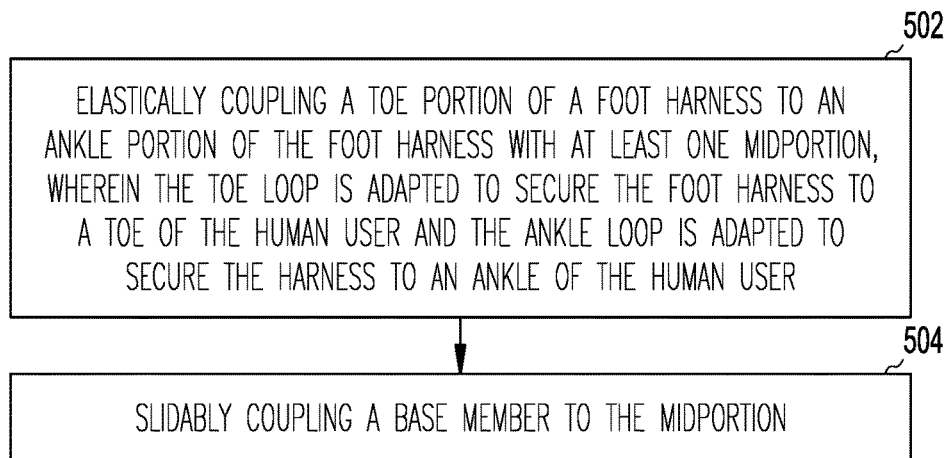 502
ELASTICALLY COUPLING A TOE PORTION OF A FOOT HARNESS TO AN
ANKLE PORTION OF THE FOOT HARNESS WITH AT LEAST ONE MIDPORTION,
WHEREIN THE TOE LOOP IS ADAPTED TO SECURE THE FOOT HARNESS TO
A TOE OF THE HUMAN USER AND THE ANKLE LOOP IS ADAPTED TO
SECURE THE HARNESS TO AN ANKLE OF THE HUMAN USER
504
SLIDABLY COUPLING A BASE MEMBER TO THE MIDPORTION